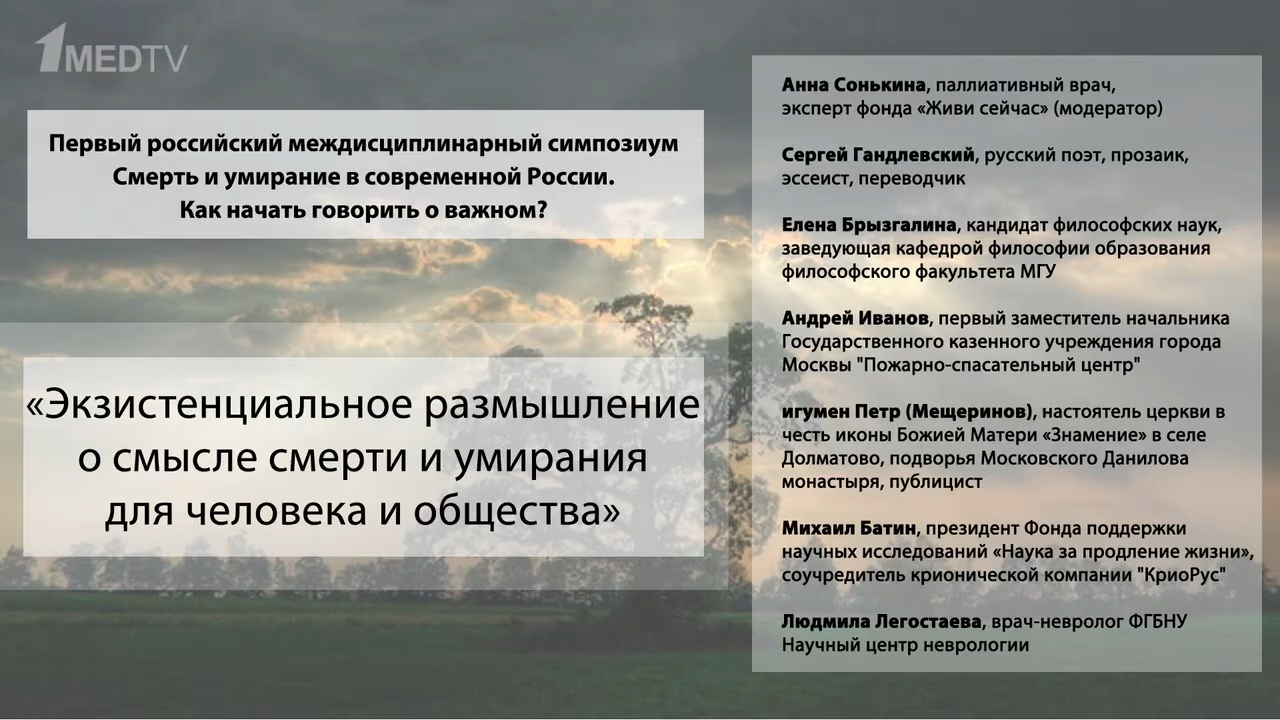 1MEDTV
Первый российский междисциплинарный симпозиум
Смерть и умирание в современной России.
Как начать говорить о важном?
«Экзистенциальное размышление
о смысле смерти и умирания
для человека и общества»
Анна Сонькина, паллиативный врач,
эксперт фонда «Живи сейчас» (модератор)
Сергей Гандлевский, русский поэт, прозаик,
эссеист, переводчик
Елена Брызгалина, кандидат философских наук,
заведующая кафедрой философии образования
философского факультета МГУ
Андрей Иванов, первый заместитель начальника
Государственного казенного учреждения города
Москвы "Пожарно-спасательный центр"
игумен Петр (Мещеринов), настоятель церкви в
честь иконы Божией Матери «Знамение» в селе
Долматово, подворья Московского Данилова
монастыря, публицист
Михаил Батин, президент Фонда поддержки
научных исследований «Наука за продление жизни»,
соучредитель крионической компании "КриоРус"
Людмила Легостаева, врач-невролог ФГБНУ
Научный центр неврологии